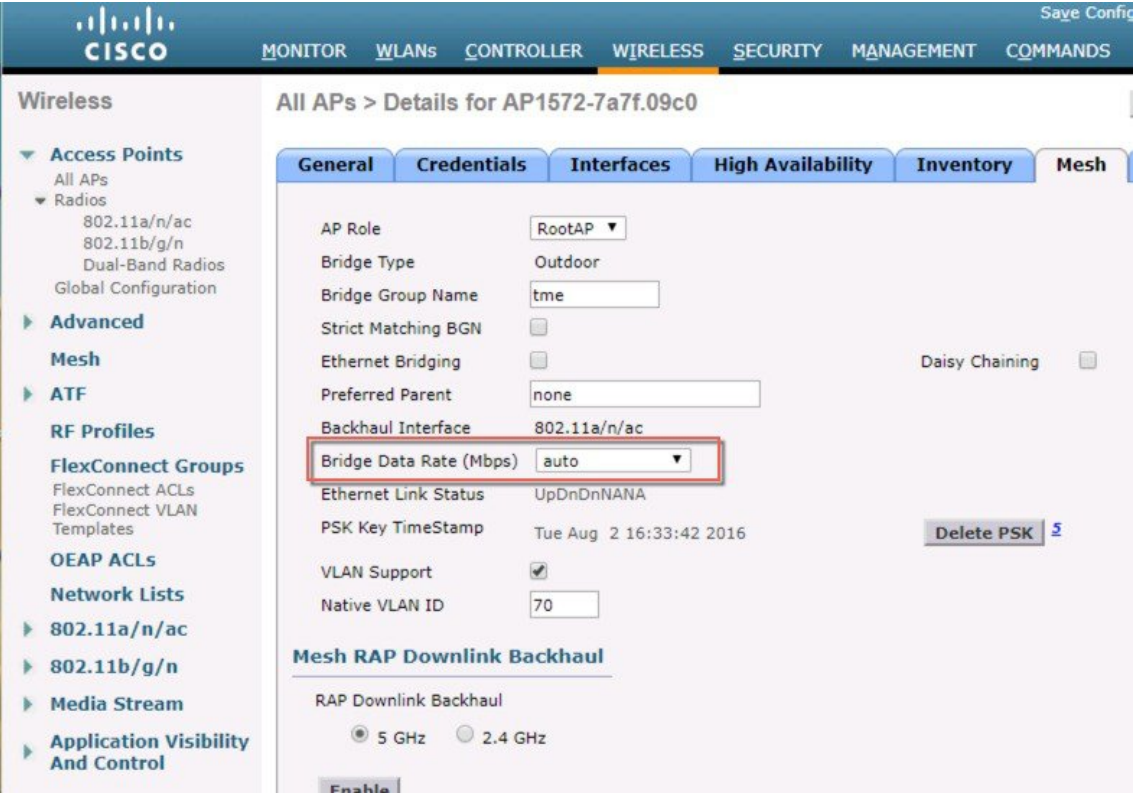 Save Config
CISCO
MONITOR WLANs CONTROLLER WIRELESS SECURITY MANAGEMENT COMMANDS
Wireless
Access Points
All APs
Radios
802.11a/n/ac
802.11b/g/n
Dual-Band Radios
Global Configuration
Advanced
Mesh
ATF
RF Profiles
FlexConnect Groups
FlexConnect ACLs
FlexConnect VLAN
Templates
OEAP ACLs
Network Lists
802.11a/n/ac
802.11b/g/n
Media Stream
Application Visibility
And Control
All APs > Details for AP1572-7a7f.09c0
General Credentials Interfaces High Availability Inventory Mesh
AP Role RootAP
Bridge Type Outdoor
Bridge Group Name tme
Strict Matching BGN
Ethernet Bridging Daisy Chaining
Preferred Parent none
Backhaul Interface 802.11a/n/ac
Bridge Data Rate (Mbps) auto
Ethernet Link Status UpDnDnNANA
PSK Key TimeStamp Tue Aug 2 16:33:42 2016 Delete PSK 5
VLAN Support
Native VLAN ID 70
Mesh RAP Downlink Backhaul
RAP Downlink Backhaul
5 GHz 2.4 GHz
Enable